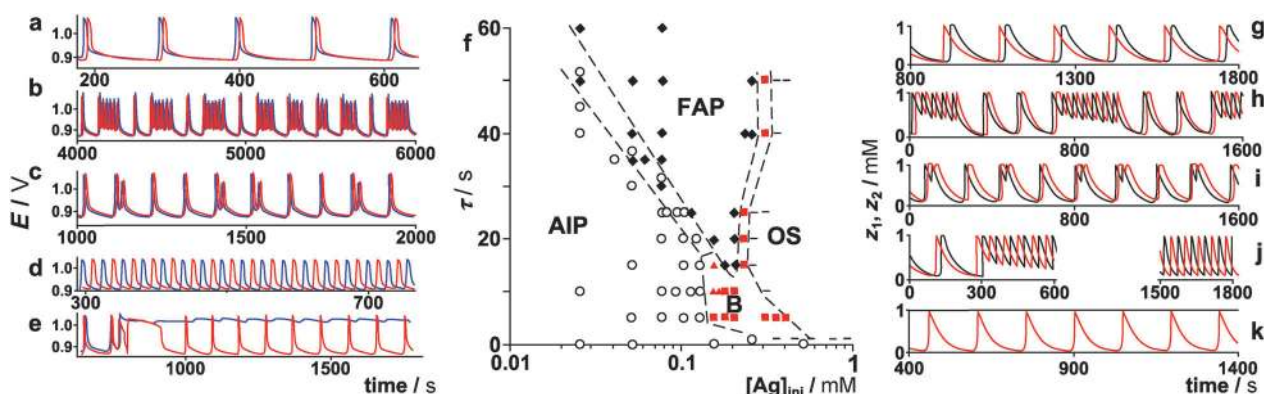 a
1.0
0.9
200
400
600
b
1.0
0.9
4000
5000
6000
c
1.0
0.9
1000
1500
2000
d
1.0
0.9
300
700
e
1.0
0.9
1000
1500
E / V
time / s
f
60
40
20
0
τ / s
FAP
AIP
OS
B
0.01
0.1
1
[Ag]inj / mM
z1, z2 / mM
1
0
g
800
1300
1800
1
0
h
0
800
1600
1
0
i
0
800
1600
1
0
j
0
300
600
1500
1800
1
0
k
400
900
1400
time / s